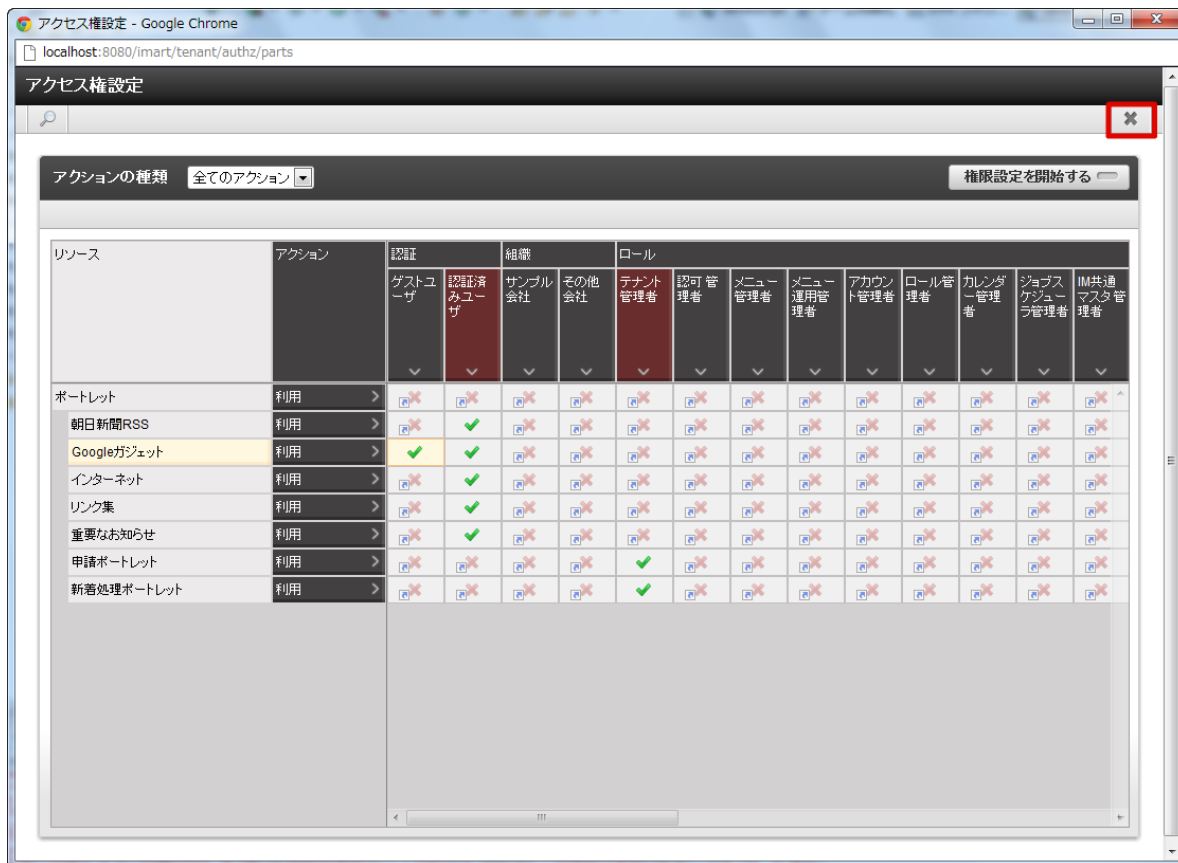 アクセス権設定 - Google Chrome
localhost:8080/imart/tenant/authz/parts
アクセス権設定
アクションの種類 全てのアクション 権限設定を開始する
リソース アクション 認証 組織 ロール
ゲストユ 認証済 サンプル その他 テナント 認可管 メニュー メニュー アカウン ロール管 カレンダ ジョブス IM共通
ーザ みユー 会社 会社 管理者 理者 管理者 運用管 ト管理者 理者 ー管理 ケジュー マスタ管
ザ 理者 者 ラ管理者 理者
ポートレット 利用
朝日新聞RSS 利用
Googleガジェット 利用
インターネット 利用
リンク集 利用
重要なお知らせ 利用
申請ポートレット 利用
新着処理ポートレット 利用